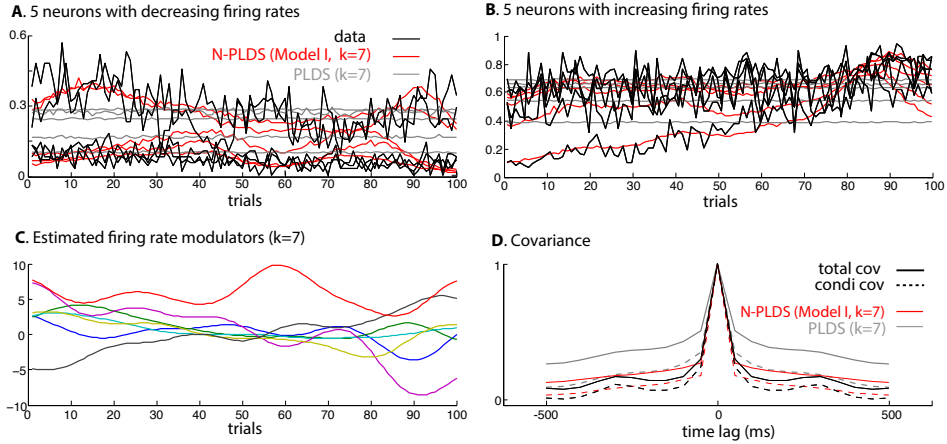 A. 5 neurons with decreasing firing rates
0.6
0.3
0
data
N-PLDS (Model I, k=7)
PLDS (k=7)
0 10 20 30 40 50 60 70 80 90 100
trials
B. 5 neurons with increasing firing rates
1
0.8
0.6
0.4
0.2
0
0 10 20 30 40 50 60 70 80 90 100
trials
C. Estimated firing rate modulators (k=7)
10
5
0
−5
−10
0 10 20 30 40 50 60 70 80 90 100
trials
D. Covariance
1
0
total cov
condi cov
N-PLDS (Model I, k=7)
PLDS (k=7)
-500 0 500
time lag (ms)